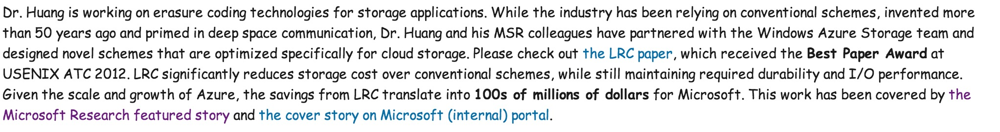 Dr. Huang is working on erasure coding technologies for storage applications. While the industry has been relying on conventional schemes, invented more
than 50 years ago and primed in deep space communication, Dr. Huang and his MSR colleagues have partnered with the Windows Azure Storage team and
designed novel schemes that are optimized specifically for cloud storage. Please check out the LRC paper, which received the Best Paper Award at
USENIX ATC 2012. LRC significantly reduces storage cost over conventional schemes, while still maintaining required durability and I/O performance.
Given the scale and growth of Azure, the savings from LRC translate into 100s of millions of dollars for Microsoft. This work has been covered by the
Microsoft Research featured story and the cover story on Microsoft (internal) portal.